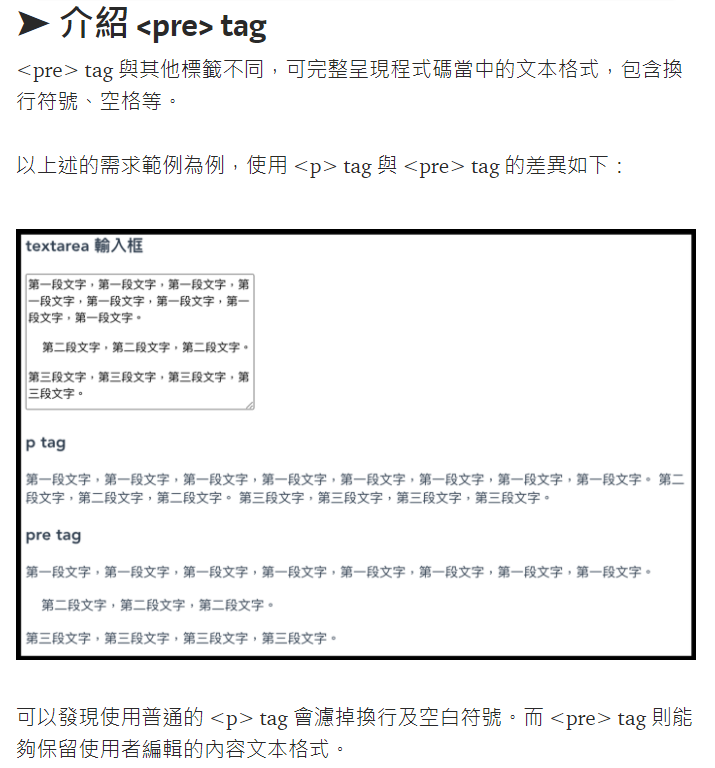 ➤ 介紹 <pre> tag
<pre> tag 與其他標籤不同，可完整呈現程式碼當中的文本格式，包含換
行符號、空格等。
以上述的需求範例為例，使用 <p> tag 與 <pre> tag 的差異如下：
textarea 輸入框
第一段文字，第一段文字，第一段文字，第
一段文字，第一段文字，第一段文字，第一
段文字，第一段文字。
第二段文字，第二段文字，第二段文字。
第三段文字，第三段文字，第三段文字，第
三段文字。
p tag
第一段文字，第一段文字，第一段文字，第一段文字，第一段文字，第一段文字，第一段文字，第一段文字。 第二
段文字，第二段文字，第二段文字。 第三段文字，第三段文字，第三段文字，第三段文字。
pre tag
第一段文字，第一段文字，第一段文字，第一段文字，第一段文字，第一段文字，第一段文字，第一段文字。
第二段文字，第二段文字，第二段文字。
第三段文字，第三段文字，第三段文字，第三段文字。
可以發現使用普通的 <p> tag 會濾掉換行及空白符號。而 <pre> tag 則能
夠保留使用者編輯的內容文本格式。